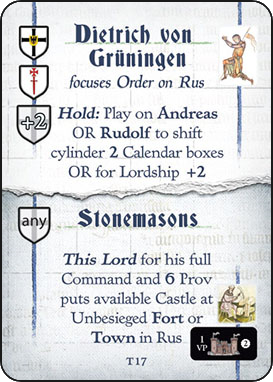 Dietrich von
Grüningen
focuses Order on Rus
+2
Hold: Play on Andreas
OR Rudolf to shift
cylinder 2 Calendar boxes
OR for Lordship +2
any
Stonemasons
This Lord for his full
Command and 6 Prov
puts available Castle at
Unbesieged Fort or
Town in Rus
1
VP
2
T17